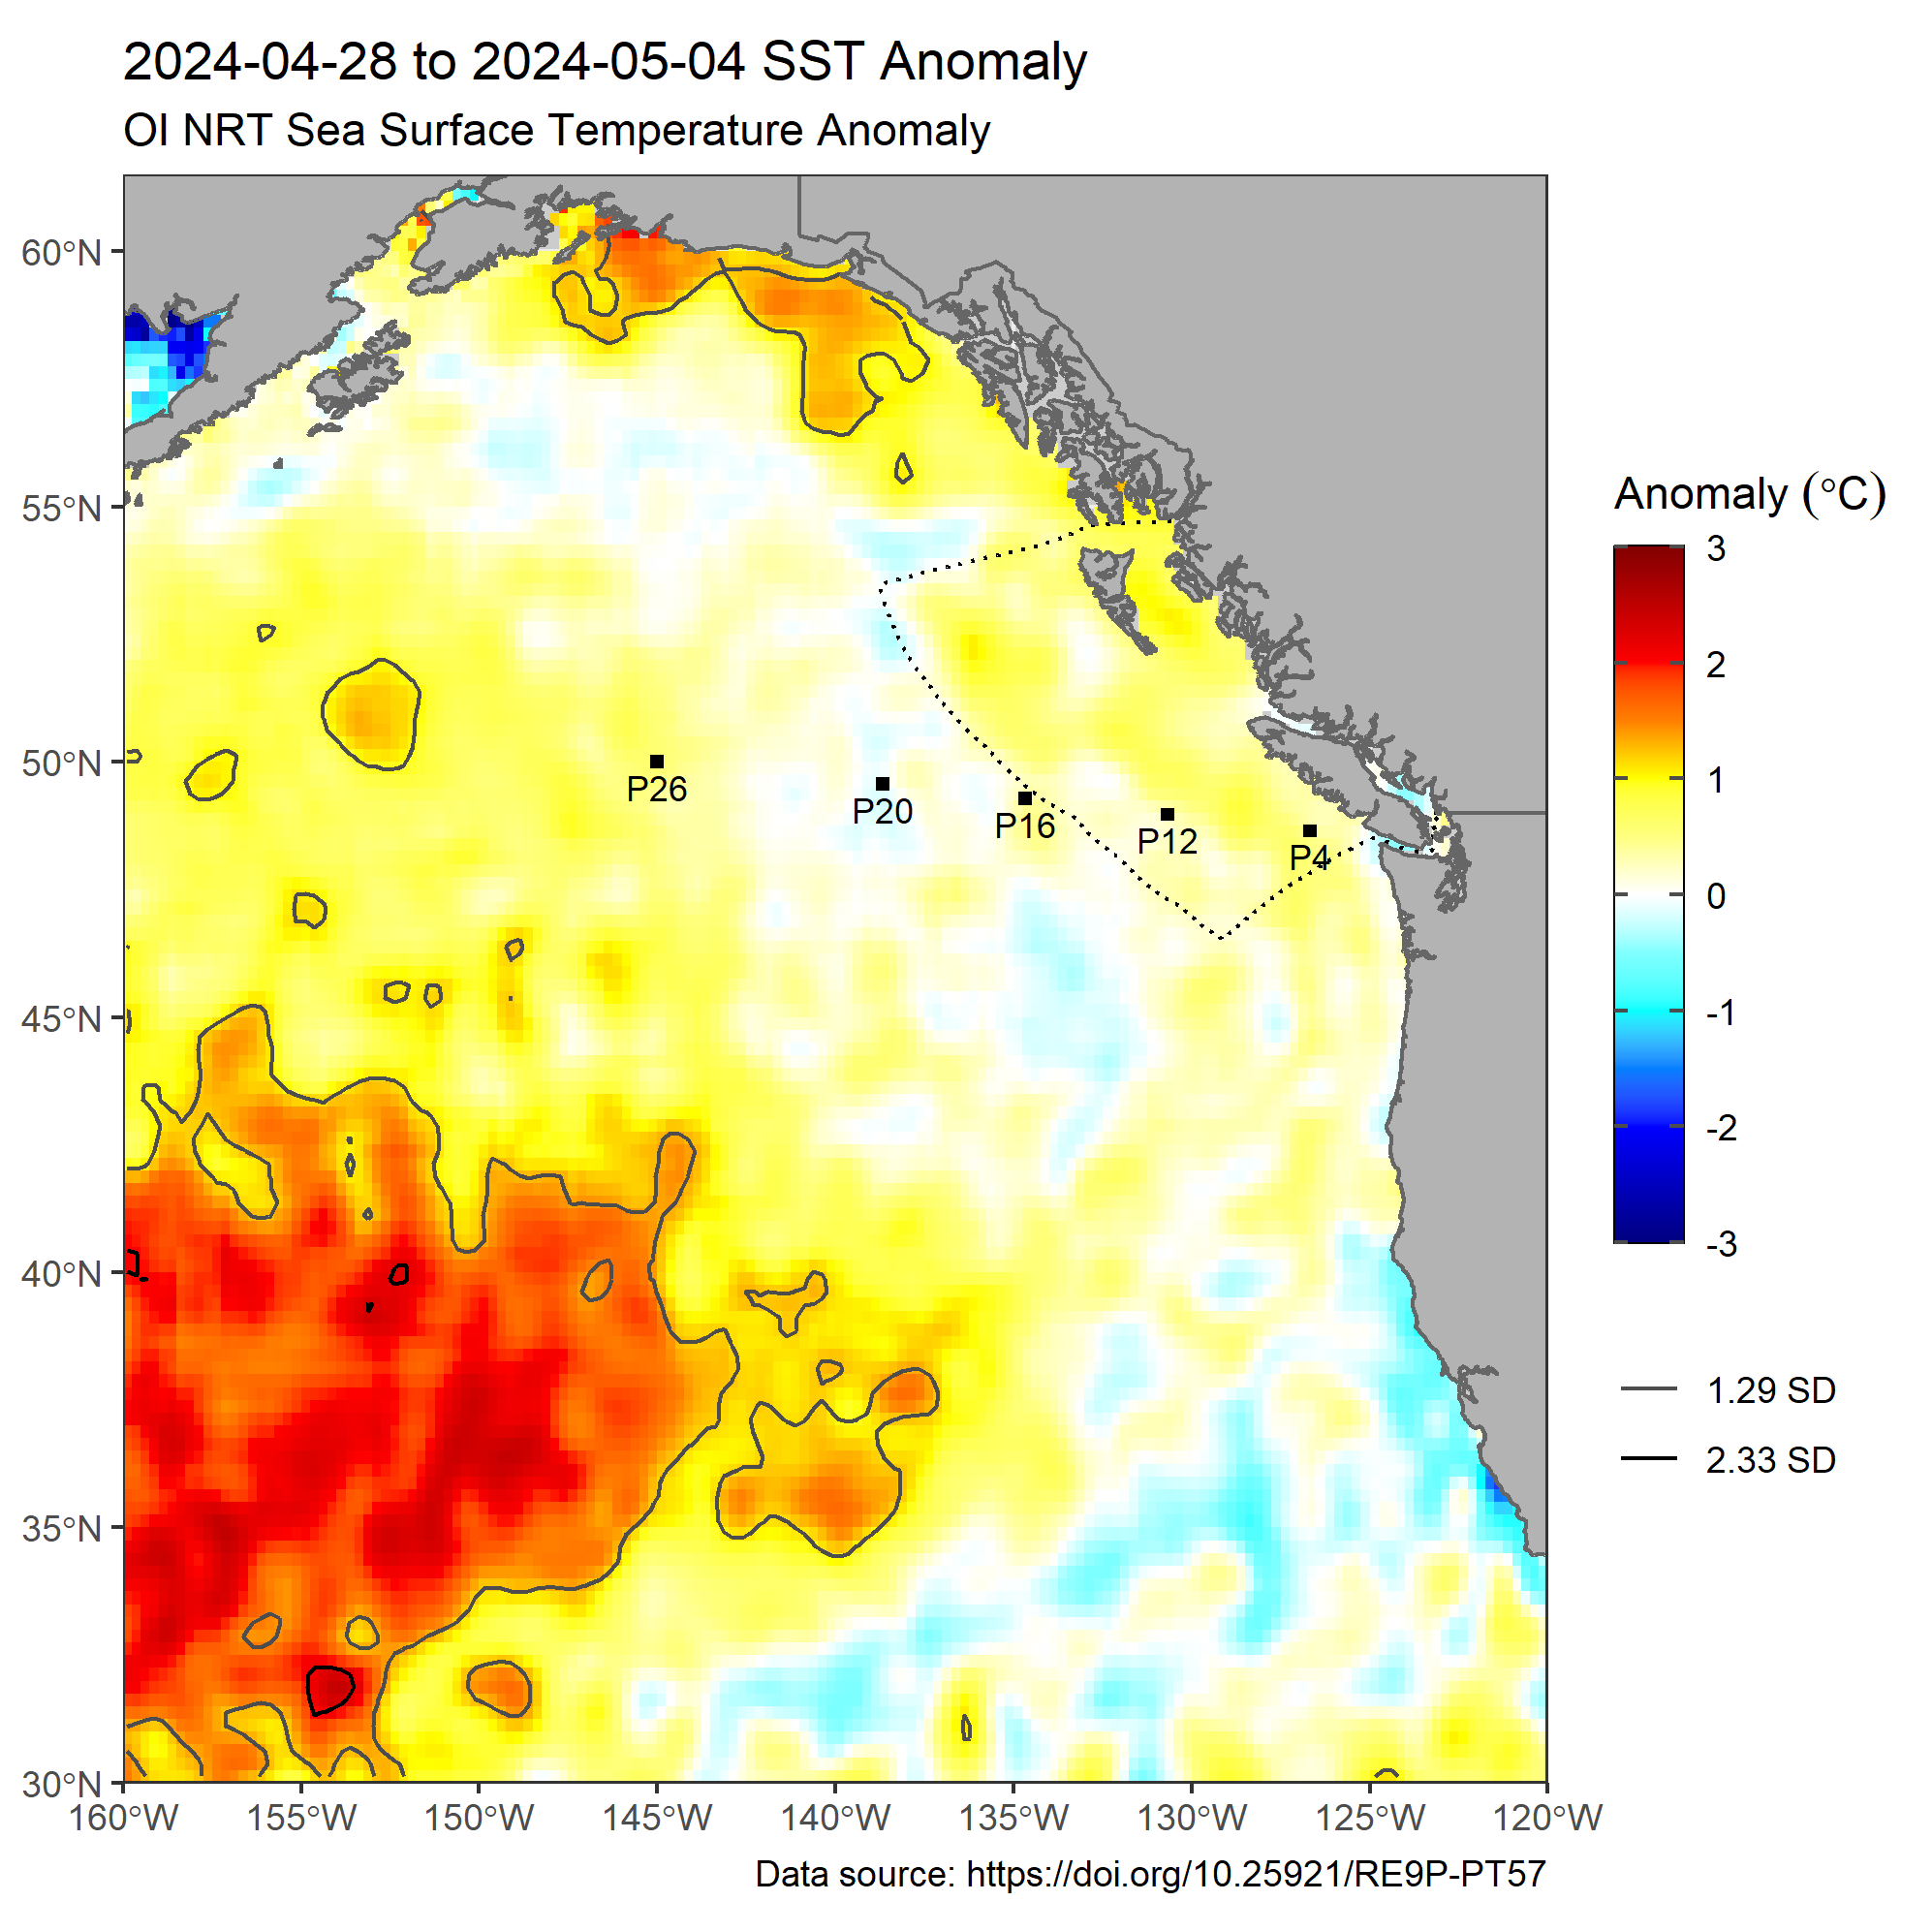 2024-04-28 to 2024-05-04 SST Anomaly
OI NRT Sea Surface Temperature Anomaly
60°N
55°N
50°N
45°N
40°N
35°N
30°N
160°W
155°W
150°W
145°W
140°W
135°W
130°W
125°W
120°W
P26
P20
P16
P12
P4
Anomaly (°C)
3
2
1
0
-1
-2
-3
1.29 SD
2.33 SD
Data source: https://doi.org/10.25921/RE9P-PT57